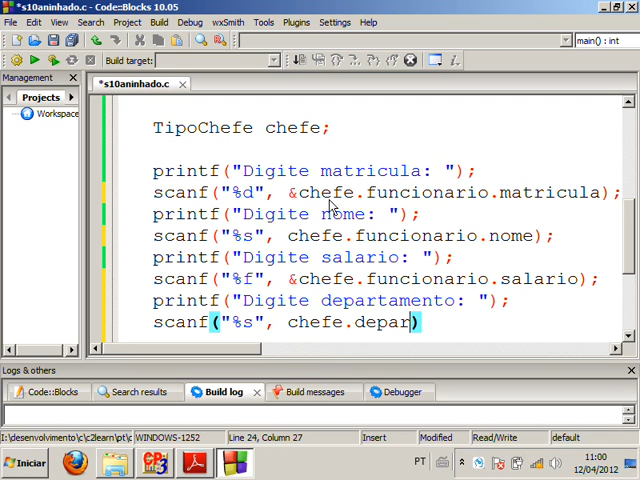 *s10aninhado.c - Code::Blocks 10.05
File Edit View Search Project Build Debug wxSmith Tools Plugins Settings Help
main() : int
Build target:
Management
Projects
Workspace
*s10aninhado.c
TipoChefe chefe;
printf("Digite matricula: ");
scanf("%d", &chefe.funcionario.matricula);
printf("Digite nome: ");
scanf("%s", chefe.funcionario.nome);
printf("Digite salario: ");
scanf("%f", &chefe.funcionario.salario);
printf("Digite departamento: ");
scanf("%s", chefe.depar)
Logs & others
Code::Blocks Search results Build log Build messages Debugger
I:\desenvolvimento\c\c2learn\pt\c WINDOWS-1252 Line 24, Column 27 Insert Modified Read/Write default
Iniciar PT 11:00
12/04/2012